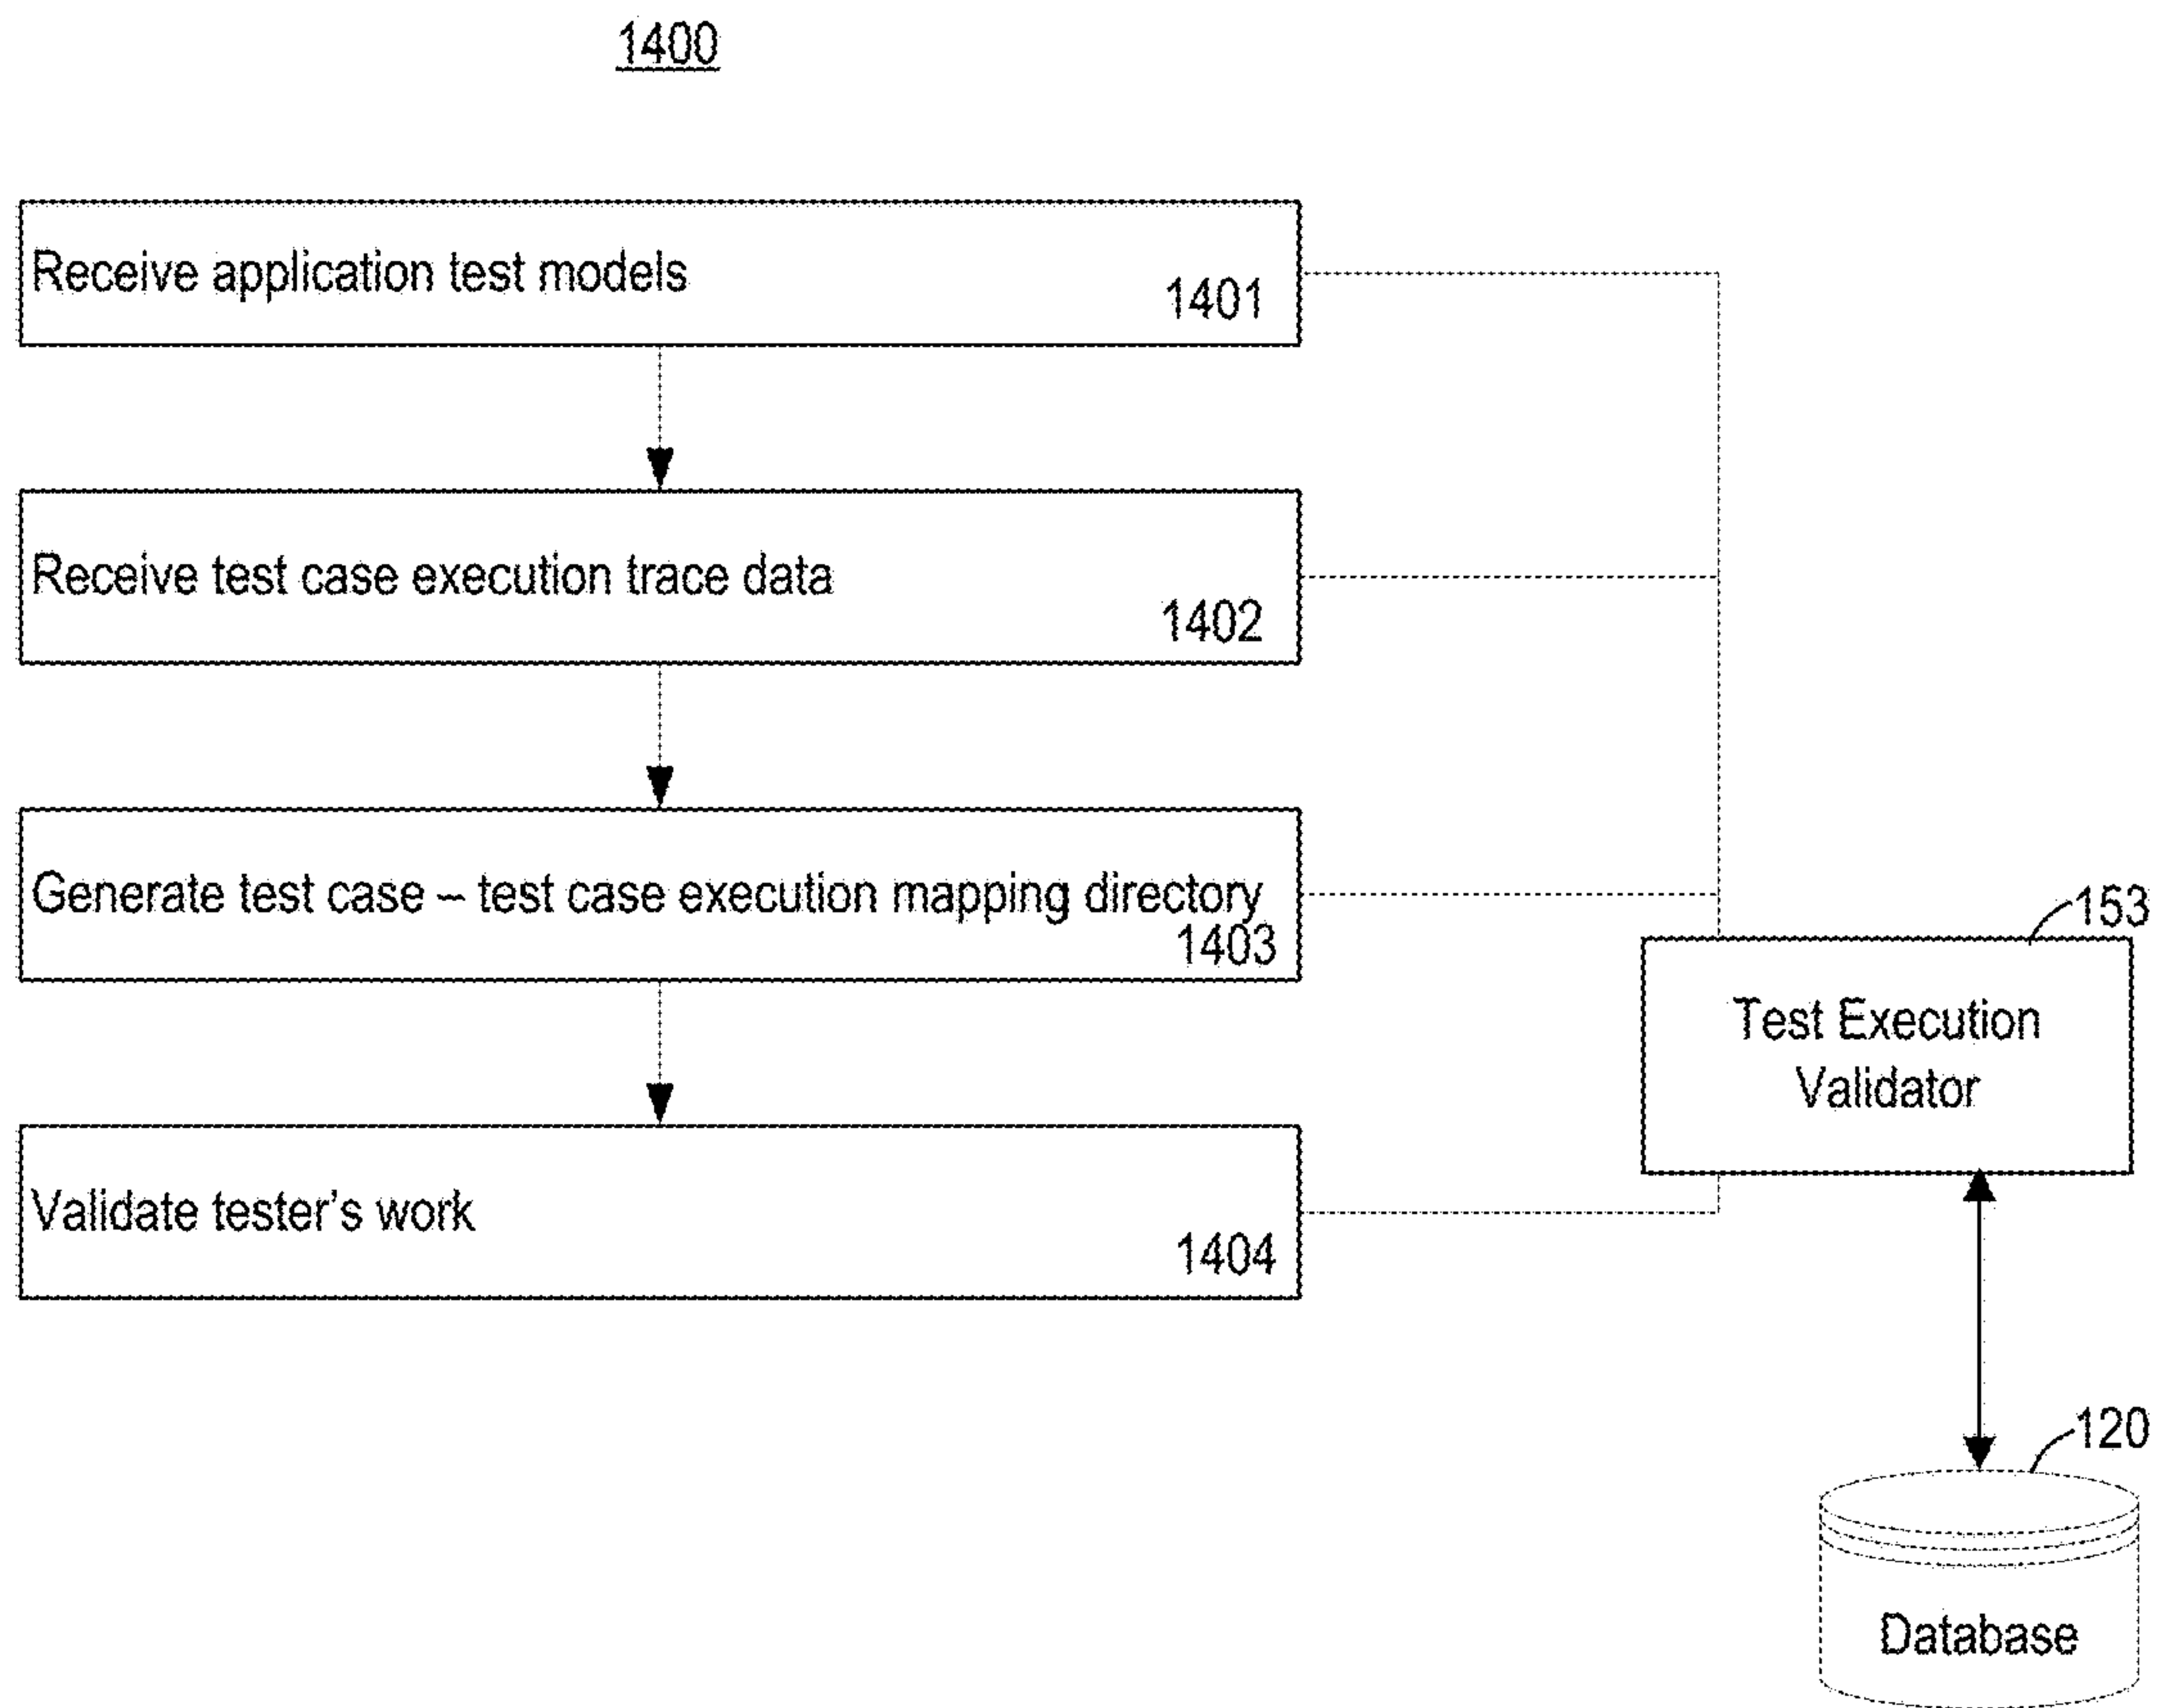 1400
Receive application test models
1401
Receive test case execution trace data
1402
Generate test case – test case execution mapping directory
1403
153
Test Execution
Validator
Validate tester's work
1404
120
Database